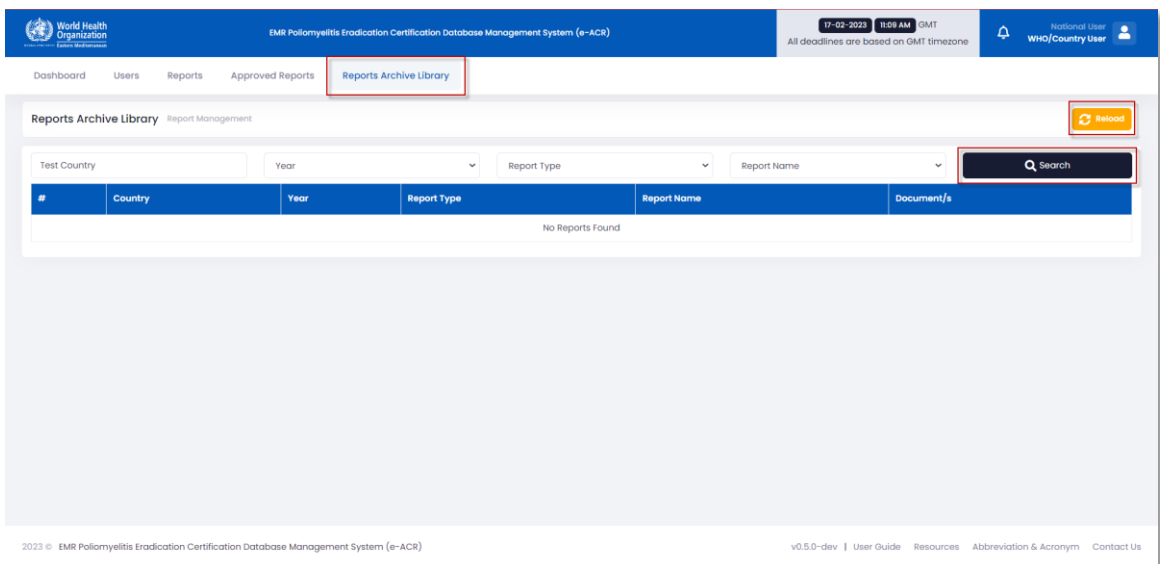 World Health
Organization
Eastern Mediterranean
EMR Poliomyelitis Eradication Certification Database Management System (e-ACR)
17-02-2023 11:09 AM GMT
All deadlines are based on GMT timezone
National User
WHO/Country User
Dashboard Users Reports Approved Reports Reports Archive Library
Reports Archive Library Report Management
Reload
Test Country Year Report Type Report Name Search
# Country Year Report Type Report Name Document/s
No Reports Found
2023 © EMR Poliomyelitis Eradication Certification Database Management System (e-ACR)
v0.5.0-dev | User Guide Resources Abbreviation & Acronym Contact Us